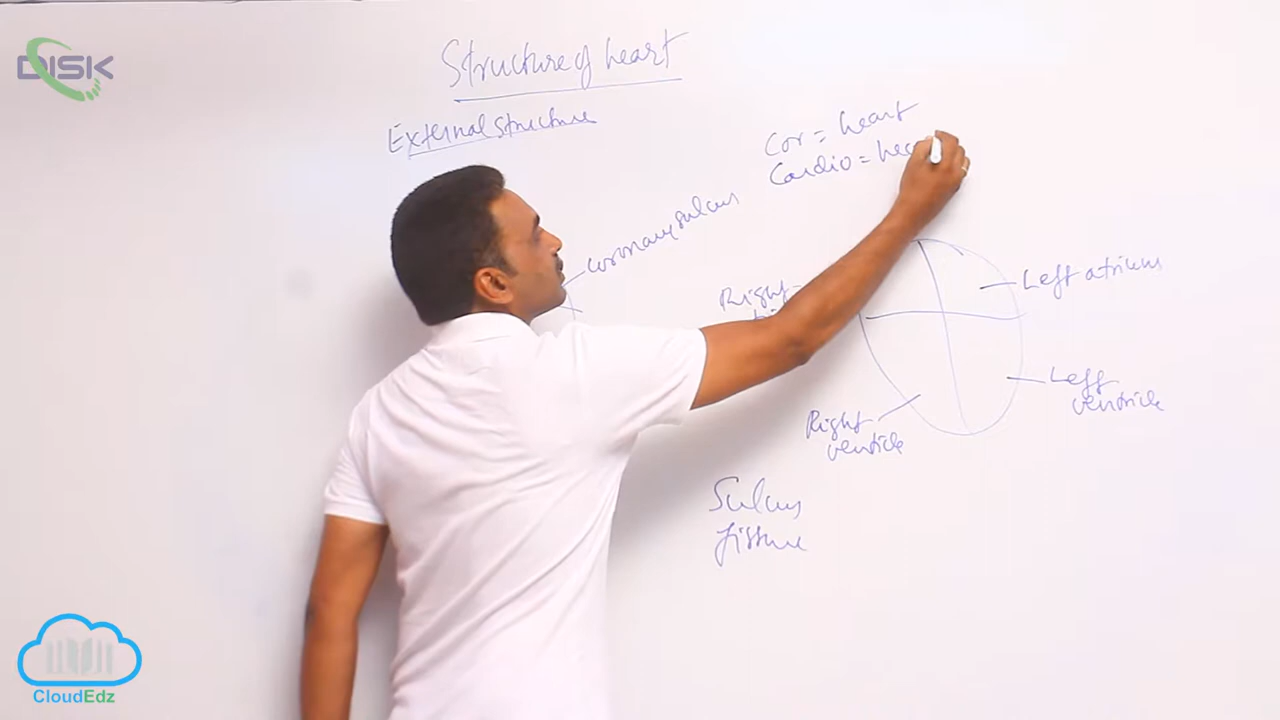 DISK
Structure of heart
External structure
Cor = heart
Cardio = hea
coronary sulcus
Right
Left atrium
Left
ventricle
Right
ventricle
Sulcus
fissure
CloudEdz